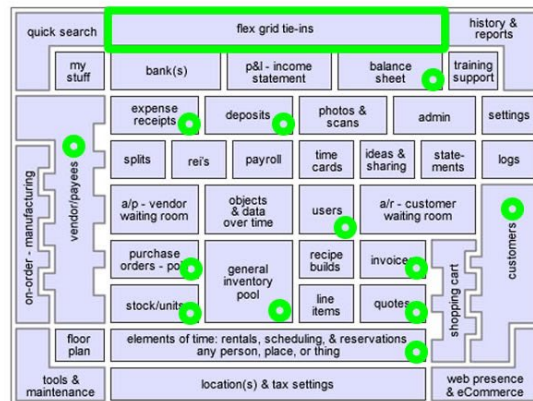 quick search
flex grid tie-ins
history &
reports
my
stuff
bank(s)
p&l - income
statement
balance
sheet
training
support
expense
receipts
deposits
photos &
scans
admin
settings
splits
rei's
payroll
time
cards
ideas &
sharing
state-
ments
logs
vendor/payees
on-order - manufacturing
a/p - vendor
waiting room
objects
& data
over time
users
a/r - customer
waiting room
customers
purchase
orders - po
general
inventory
pool
recipe
builds
invoice
shopping cart
stock/units
line
items
quotes
floor
plan
elements of time: rentals, scheduling, & reservations
any person, place, or thing
tools &
maintenance
location(s) & tax settings
web presence
& eCommerce